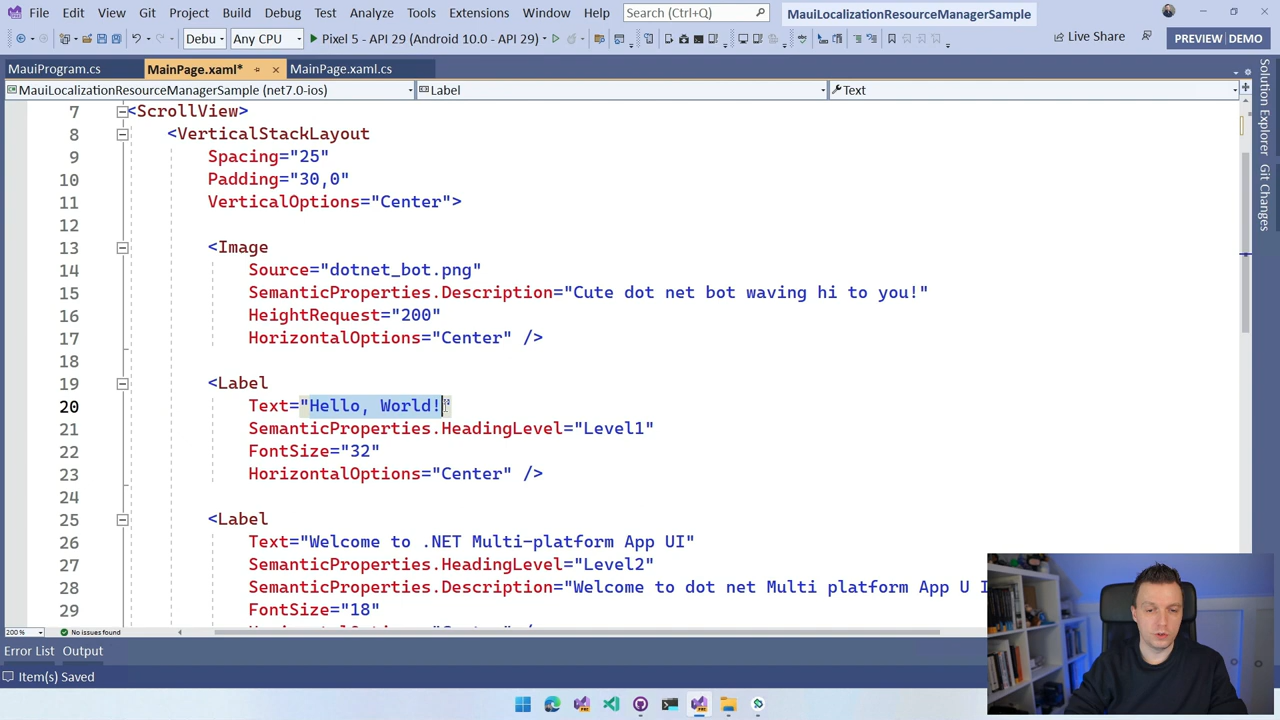 File Edit View Git Project Build Debug Test Analyze Tools Extensions Window Help Search (Ctrl+Q) MauiLocalizationResourceManagerSample
Debu Any CPU Pixel 5 - API 29 (Android 10.0 - API 29) Live Share PREVIEW DEMO
MauiProgram.cs MainPage.xaml* MainPage.xaml.cs
MauiLocalizationResourceManagerSample (net7.0-ios) Label Text
7 <ScrollView>
8 <VerticalStackLayout
9 Spacing="25"
10 Padding="30,0"
11 VerticalOptions="Center">
12
13 <Image
14 Source="dotnet_bot.png"
15 SemanticProperties.Description="Cute dot net bot waving hi to you!"
16 HeightRequest="200"
17 HorizontalOptions="Center" />
18
19 <Label
20 Text="Hello, World!"
21 SemanticProperties.HeadingLevel="Level1"
22 FontSize="32"
23 HorizontalOptions="Center" />
24
25 <Label
26 Text="Welcome to .NET Multi-platform App UI"
27 SemanticProperties.HeadingLevel="Level2"
28 SemanticProperties.Description="Welcome to dot net Multi platform App U I
29 FontSize="18"
200 % No issues found
Error List Output
Item(s) Saved
Solution Explorer
Git Changes